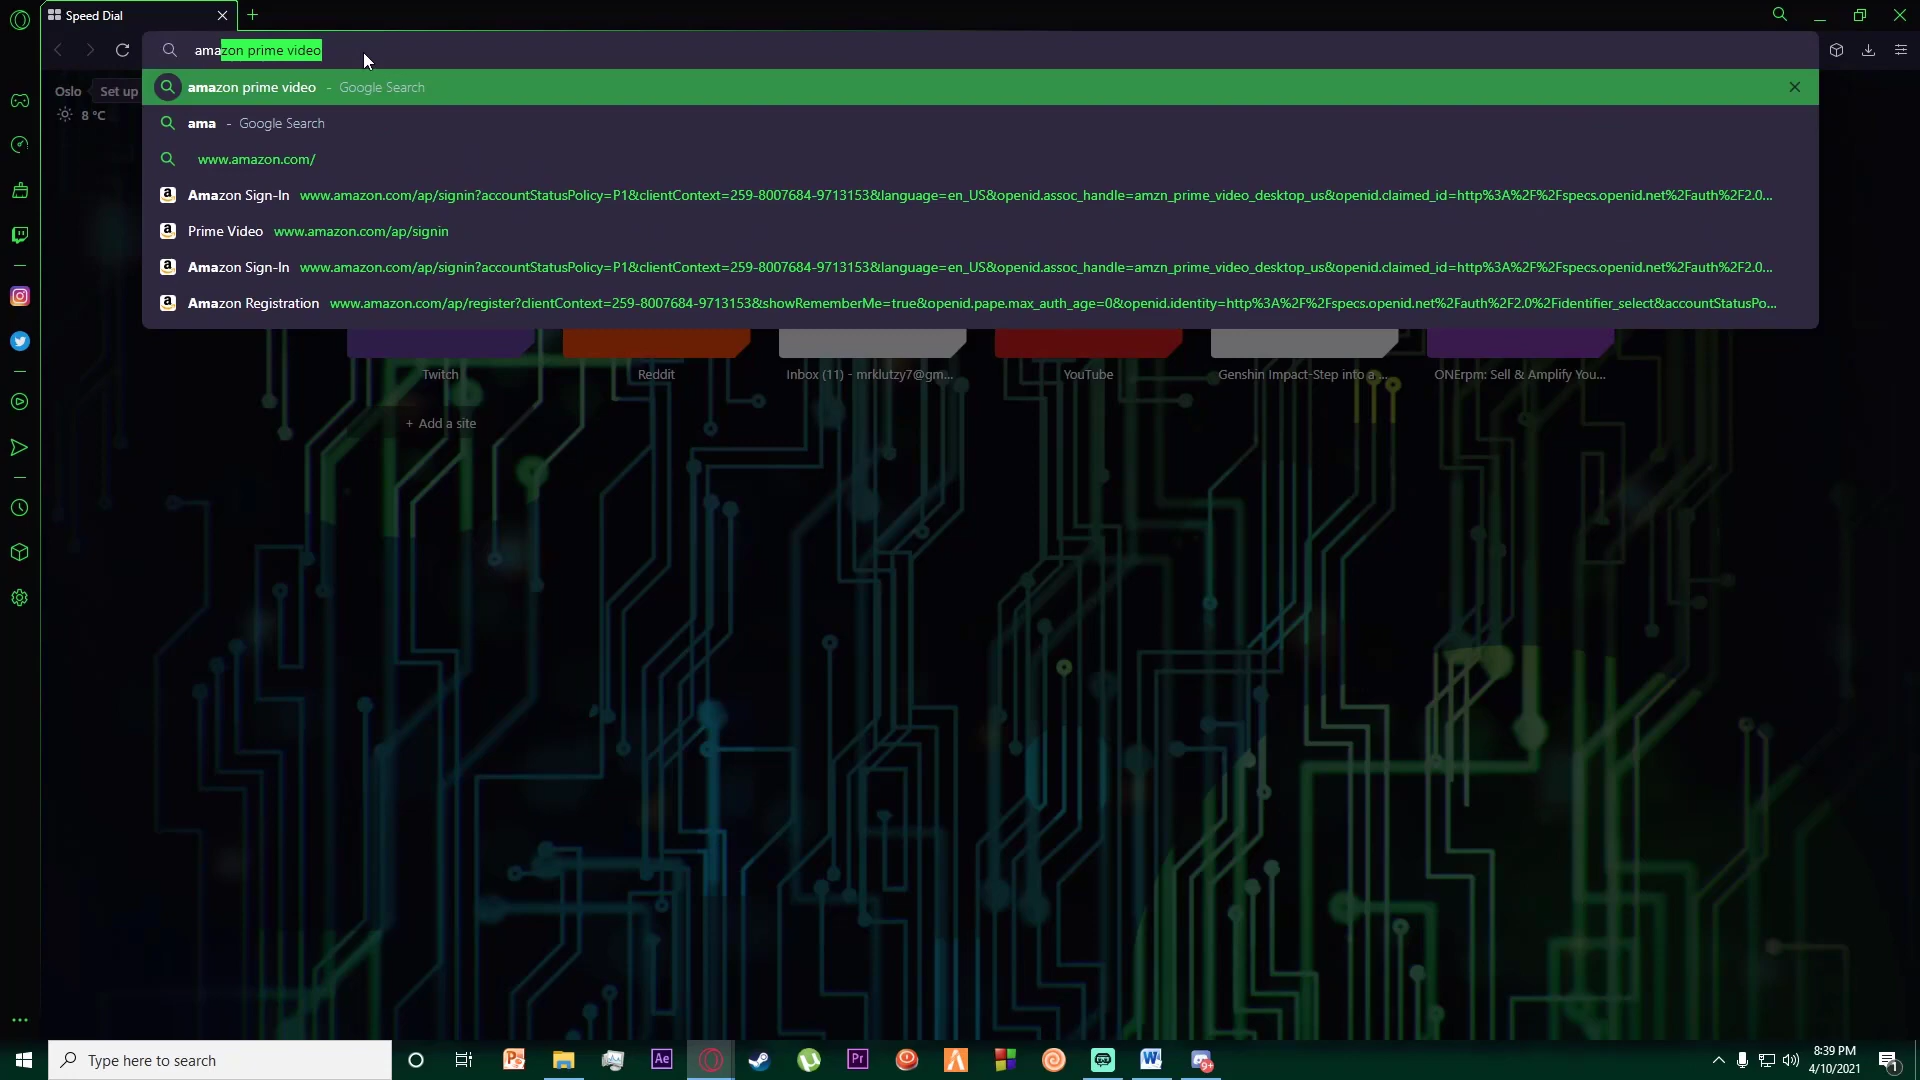 Speed Dial
amazon prime video
Oslo
Set up
8 °C
amazon prime video - Google Search
ama - Google Search
www.amazon.com/
Amazon Sign-In www.amazon.com/ap/signin?accountStatusPolicy=P1&clientContext=259-8007684-9713153&language=en_US&openid.assoc_handle=amzn_prime_video_desktop_us&openid.claimed_id=http%3A%2F%2Fspecs.openid.net%2Fauth%2F2.0...
Prime Video www.amazon.com/ap/signin
Amazon Sign-In www.amazon.com/ap/signin?accountStatusPolicy=P1&clientContext=259-8007684-9713153&language=en_US&openid.assoc_handle=amzn_prime_video_desktop_us&openid.claimed_id=http%3A%2F%2Fspecs.openid.net%2Fauth%2F2.0...
Amazon Registration www.amazon.com/ap/register?clientContext=259-8007684-9713153&showRememberMe=true&openid.pape.max_auth_age=0&openid.identity=http%3A%2F%2Fspecs.openid.net%2Fauth%2F2.0%2Fidentifier_select&accountStatusPo...
Twitch
Reddit
Inbox (11) - mrklutzy7@gm...
YouTube
Genshin Impact-Step into a ...
ONErpm: Sell & Amplify You...
+ Add a site
Type here to search
Ae
Pr
W
9+
8:39 PM
4/10/2021
1